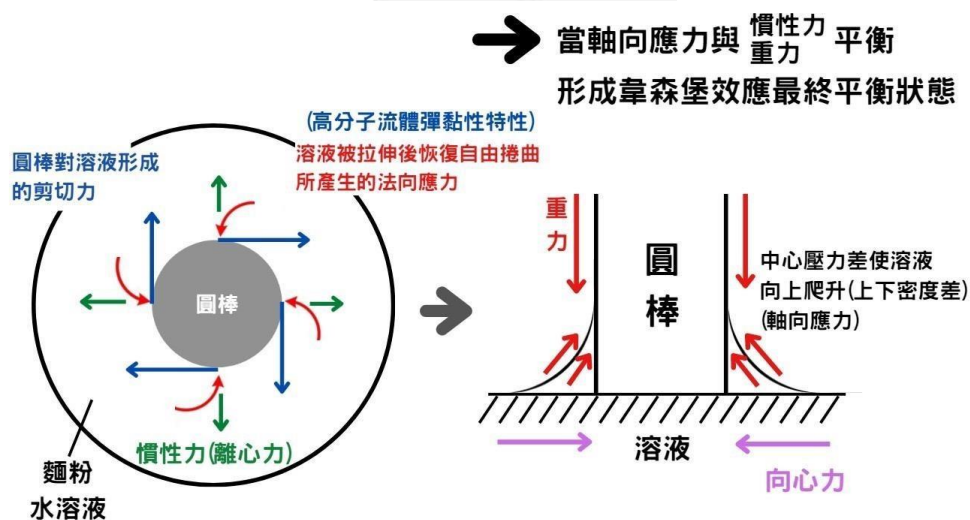 當軸向應力與 慣性力 重力 平衡
形成韋森堡效應最終平衡狀態
(高分子流體彈黏性特性)
溶液被拉伸後恢復自由捲曲
所產生的法向應力
圓棒對溶液形成
的剪切力
圓棒
慣性力(離心力)
麵粉
水溶液
重
力
圓
棒
中心壓力差使溶液
向上爬升(上下密度差)
(軸向應力)
溶液
向心力